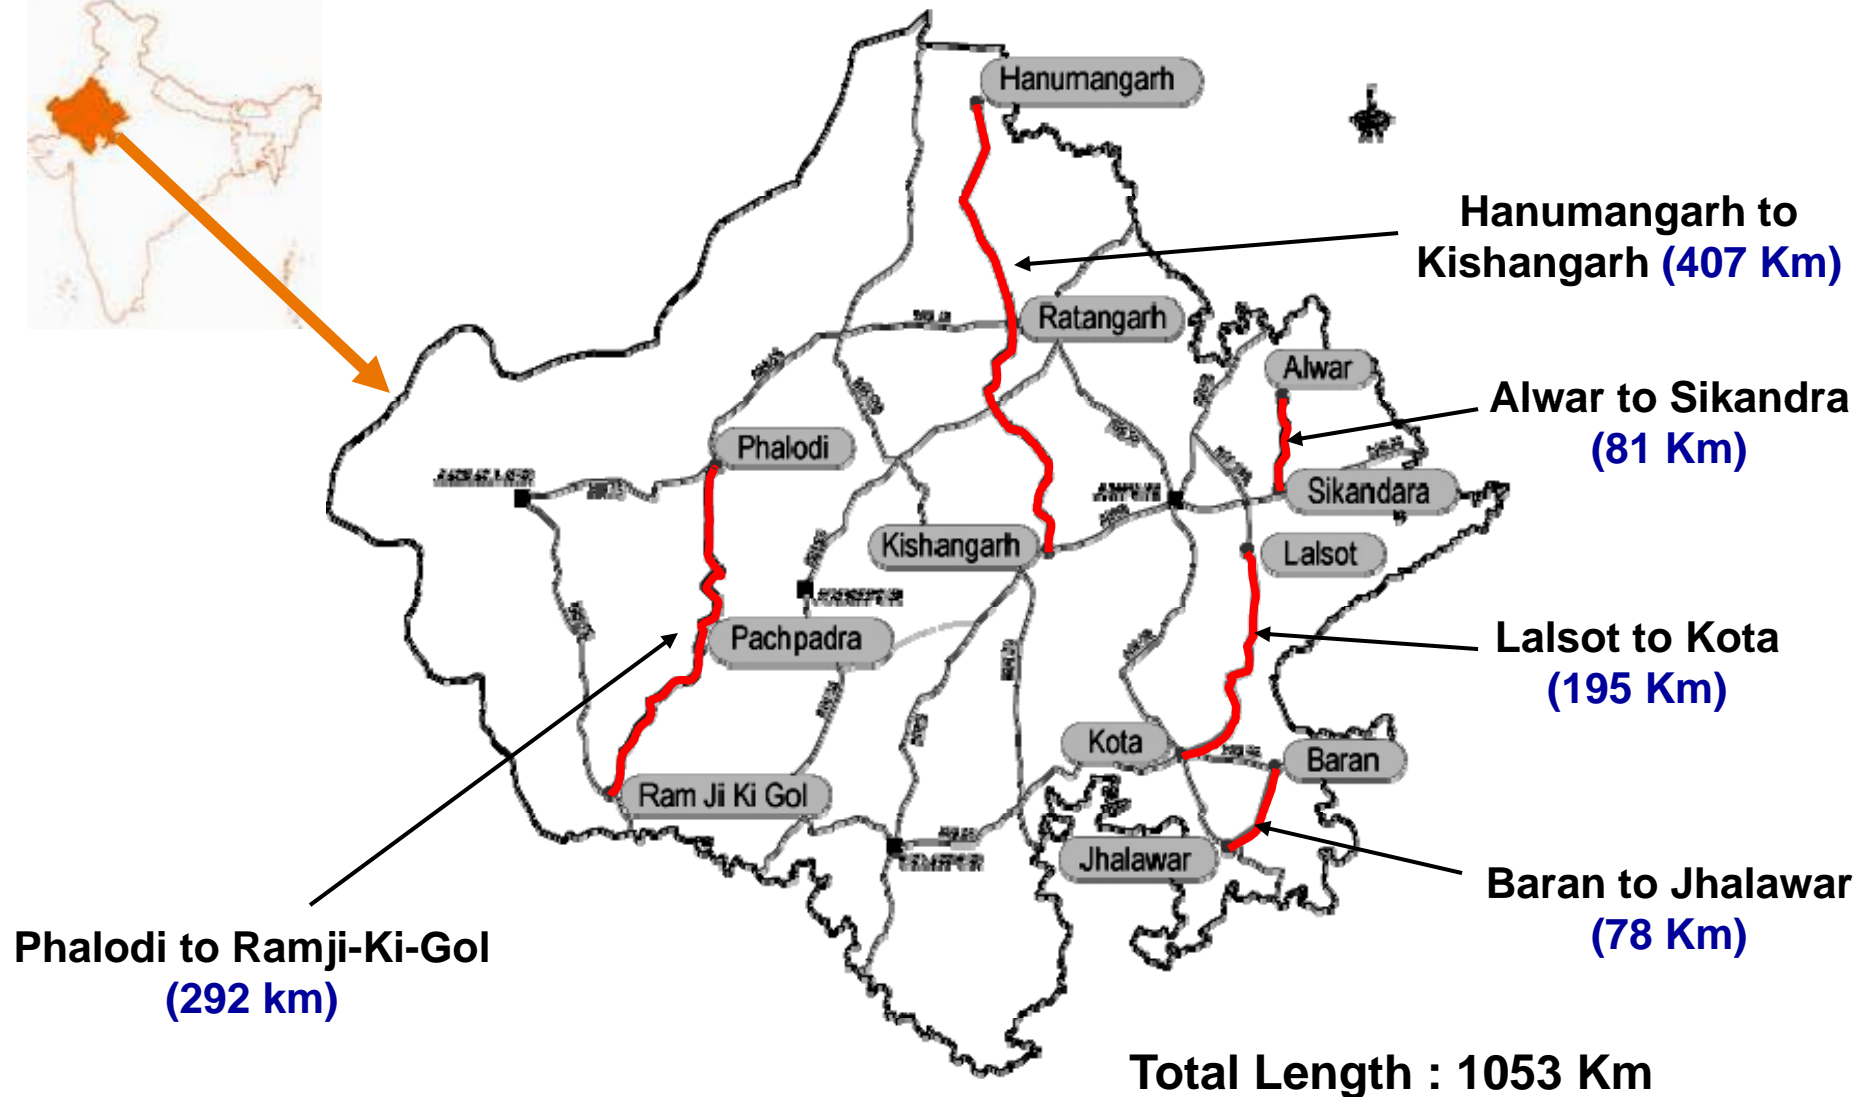 Hanumangarh
Hanumangarh to
Kishangarh (407 Km)
Ratangarh
Alwar
Alwar to Sikandra
(81 Km)
Phalodi
Sikandara
Kishangarh
Lalsot
Pachpadra
Lalsot to Kota
(195 Km)
Kota
Baran
Ram Ji Ki Gol
Jhalawar
Baran to Jhalawar
(78 Km)
Phalodi to Ramji-Ki-Gol
(292 km)
Total Length : 1053 Km